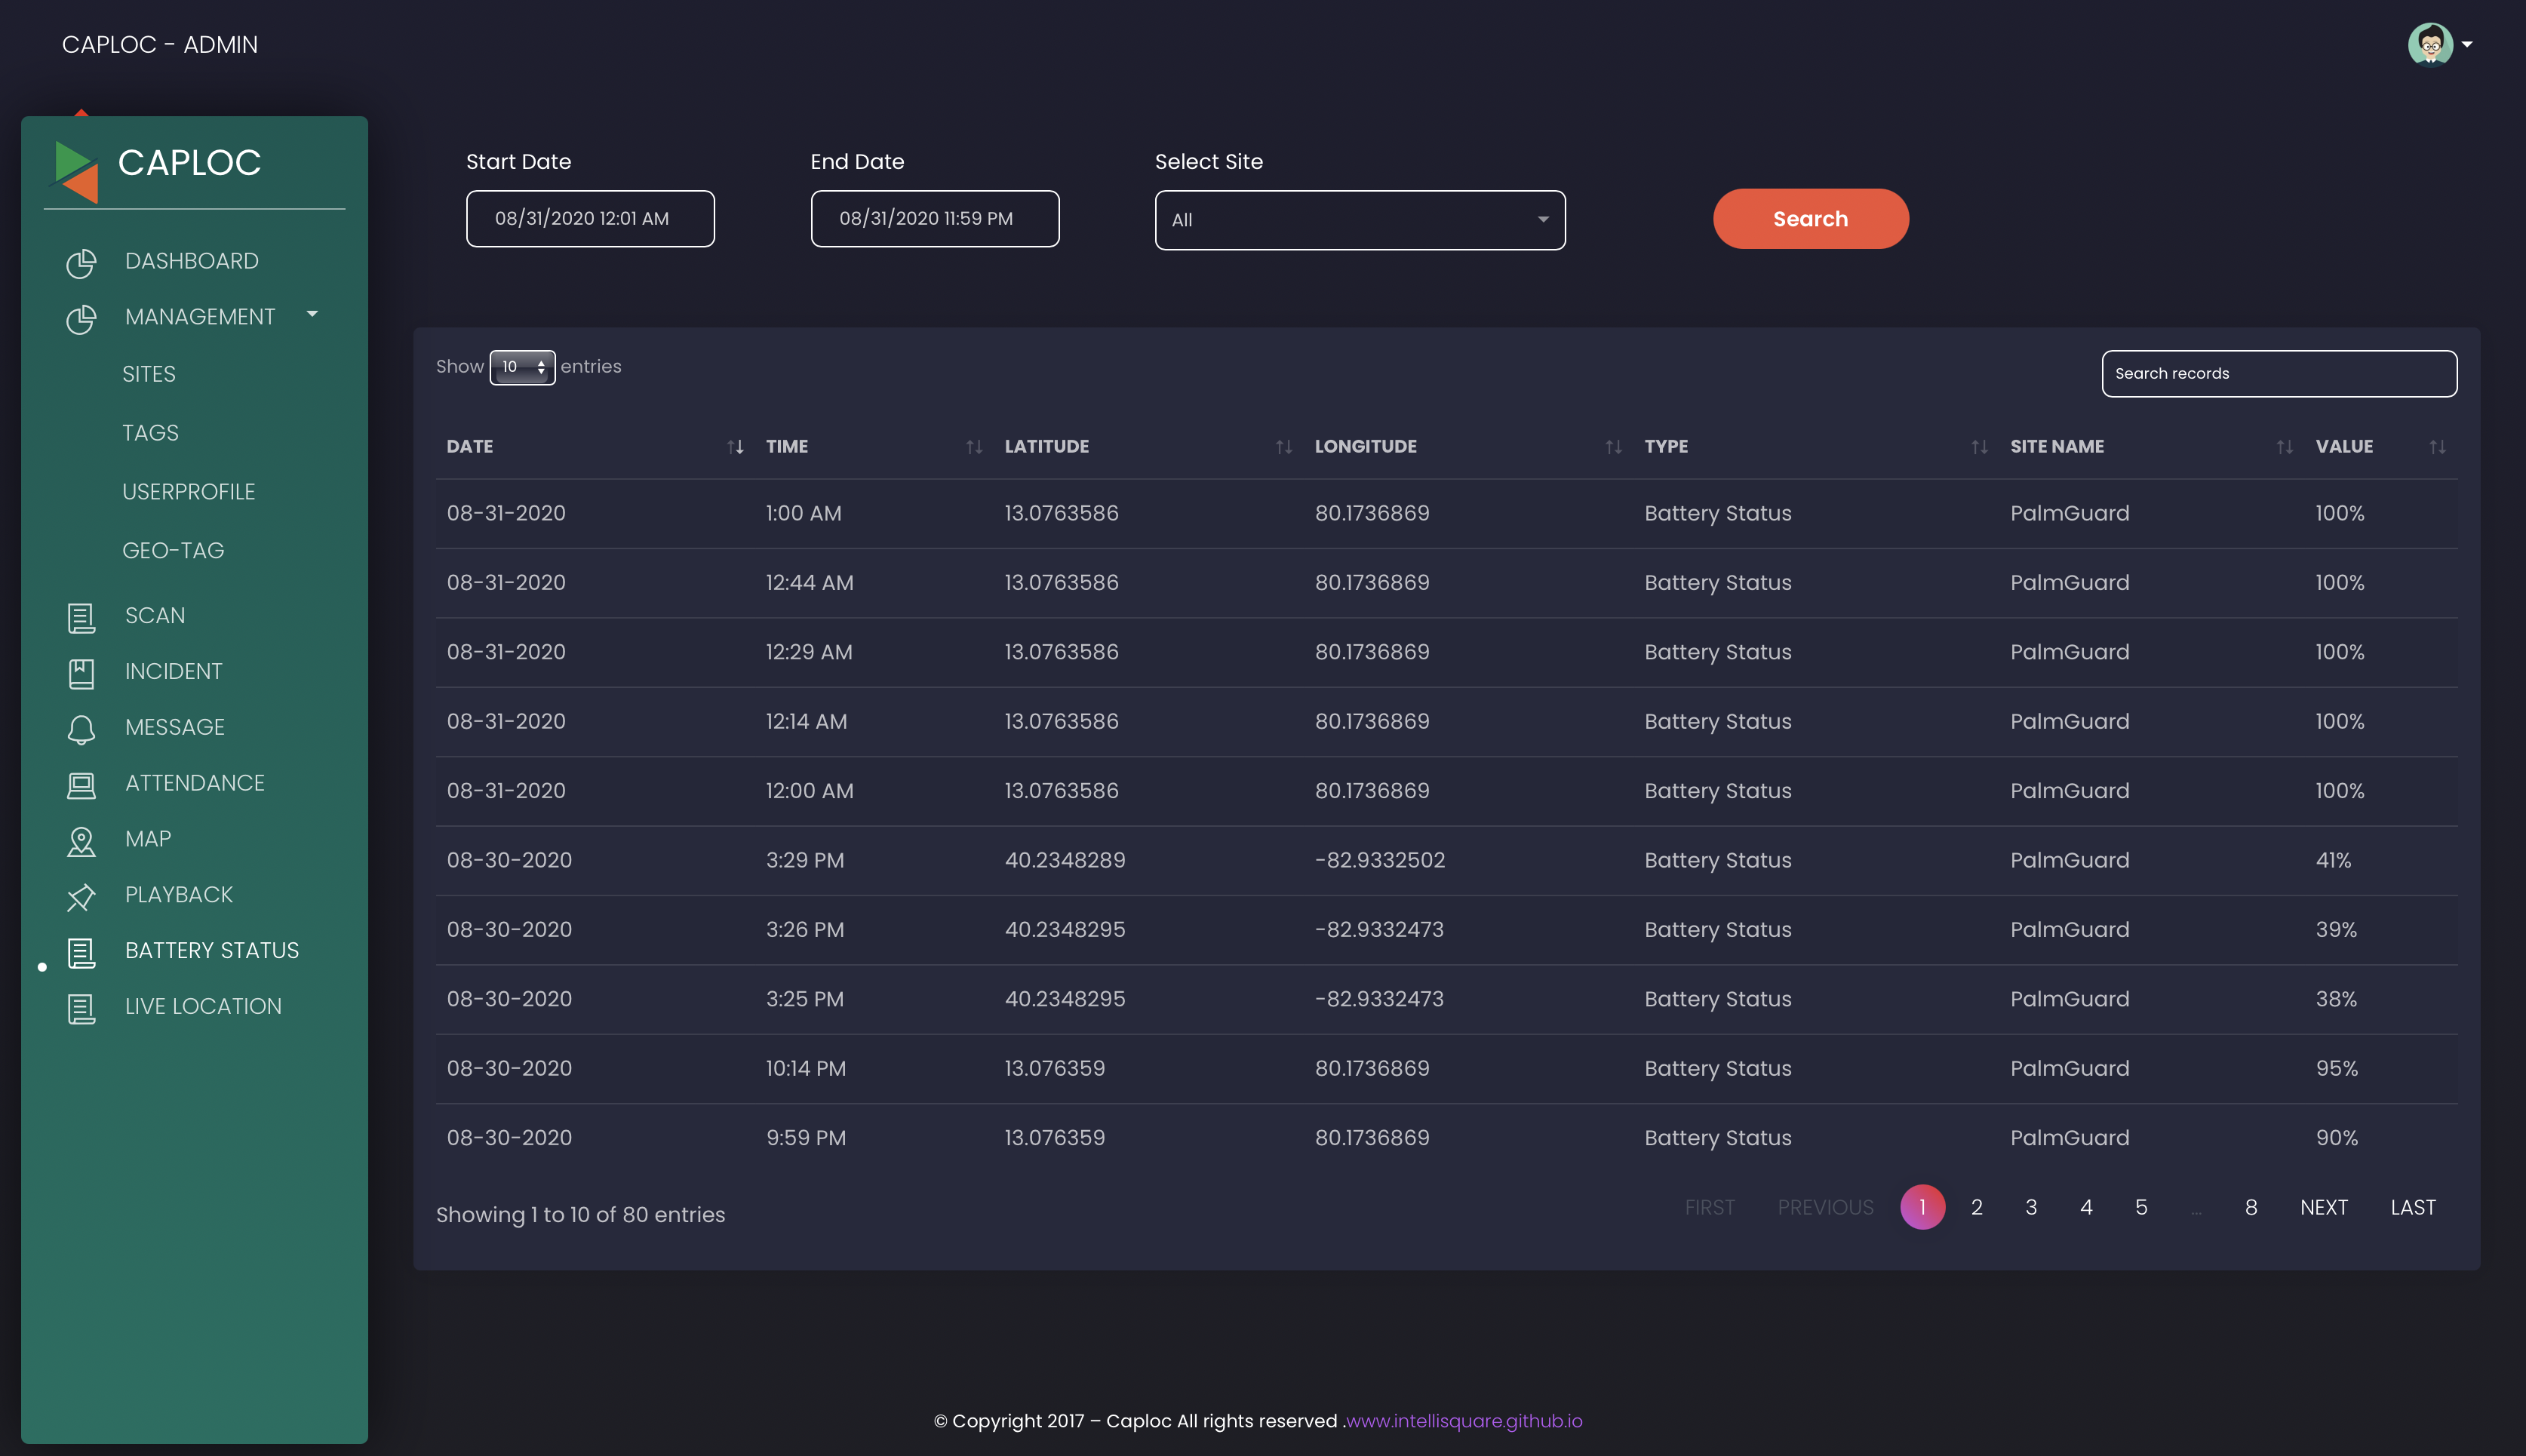 CAPLOC - ADMIN
CAPLOC
DASHBOARD
MANAGEMENT
SITES
TAGS
USERPROFILE
GEO-TAG
SCAN
INCIDENT
MESSAGE
ATTENDANCE
MAP
PLAYBACK
BATTERY STATUS
LIVE LOCATION
Start Date End Date Select Site
08/31/2020 12:01 AM 08/31/2020 11:59 PM All Search
Show 10 entries Search records
DATE TIME LATITUDE LONGITUDE TYPE SITE NAME VALUE
08-31-2020 1:00 AM 13.0763586 80.1736869 Battery Status PalmGuard 100%
08-31-2020 12:44 AM 13.0763586 80.1736869 Battery Status PalmGuard 100%
08-31-2020 12:29 AM 13.0763586 80.1736869 Battery Status PalmGuard 100%
08-31-2020 12:14 AM 13.0763586 80.1736869 Battery Status PalmGuard 100%
08-31-2020 12:00 AM 13.0763586 80.1736869 Battery Status PalmGuard 100%
08-30-2020 3:29 PM 40.2348289 -82.9332502 Battery Status PalmGuard 41%
08-30-2020 3:26 PM 40.2348295 -82.9332473 Battery Status PalmGuard 39%
08-30-2020 3:25 PM 40.2348295 -82.9332473 Battery Status PalmGuard 38%
08-30-2020 10:14 PM 13.076359 80.1736869 Battery Status PalmGuard 95%
08-30-2020 9:59 PM 13.076359 80.1736869 Battery Status PalmGuard 90%
Showing 1 to 10 of 80 entries FIRST PREVIOUS 1 2 3 4 5 ... 8 NEXT LAST
© Copyright 2017 – Caploc All rights reserved .www.intellisquare.github.io